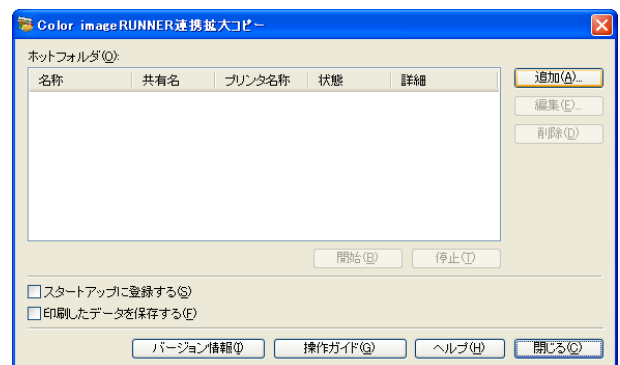 Color imageRUNNER連携拡大コピー
ホットフォルダ(O):
名称 共有名 プリンタ名称 状態 詳細
追加(A)...
編集(E)...
削除(D)
開始(B) 停止(T)
スタートアップに登録する(S)
印刷したデータを保存する(F)
バージョン情報(I) 操作ガイド(G) ヘルプ(H) 閉じる(C)